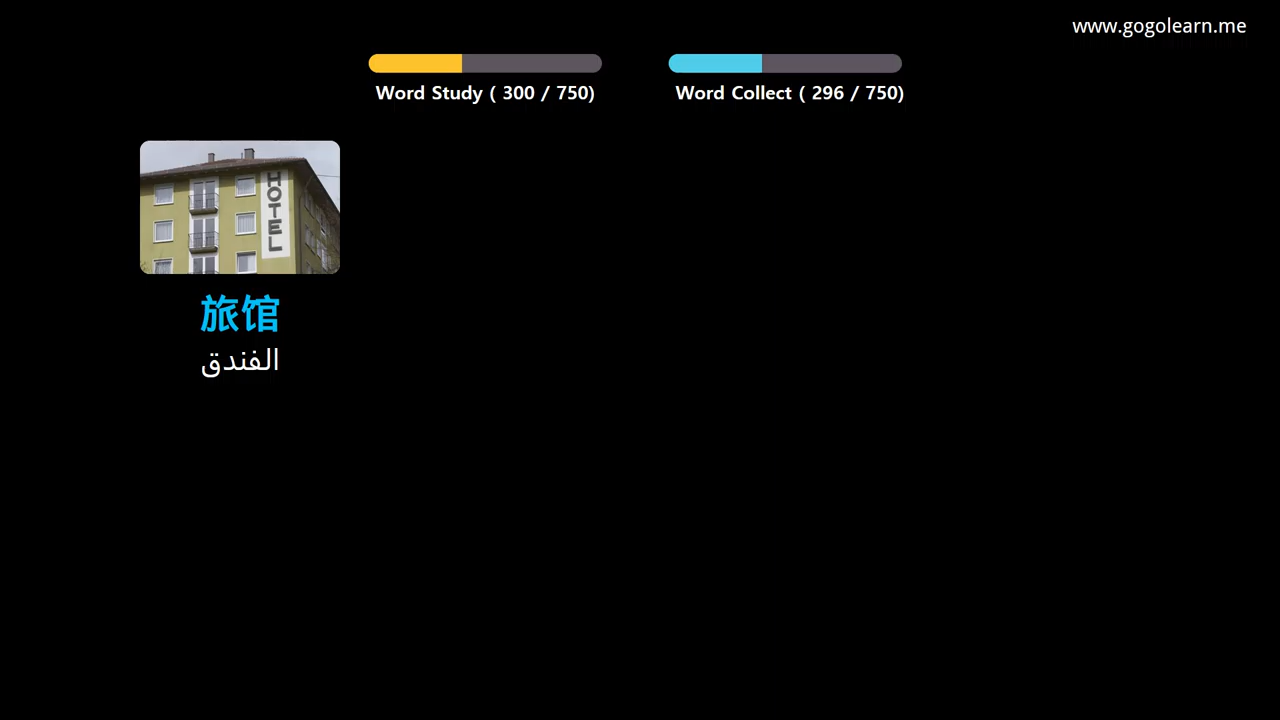 www.gogolearn.me
Word Study ( 300 / 750)
Word Collect ( 296 / 750)
HOTEL
旅馆
الفندق